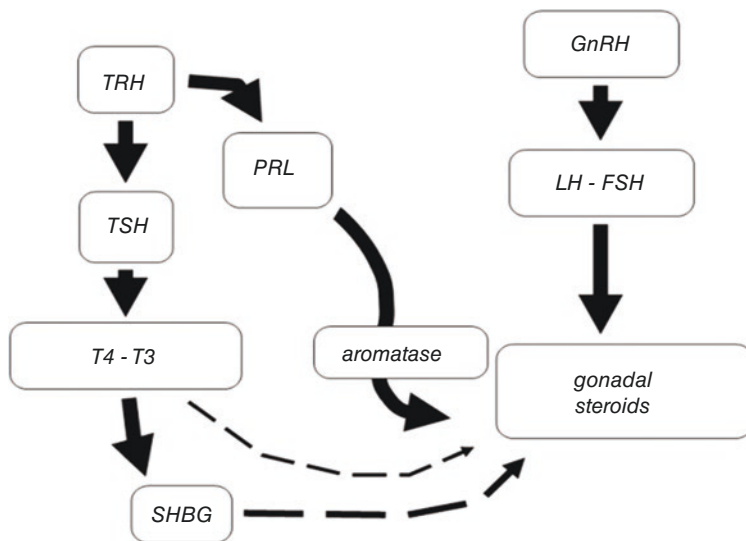 GnRH
TRH
PRL
LH - FSH
TSH
T4 - T3
aromatase
gonadal
steroids
SHBG